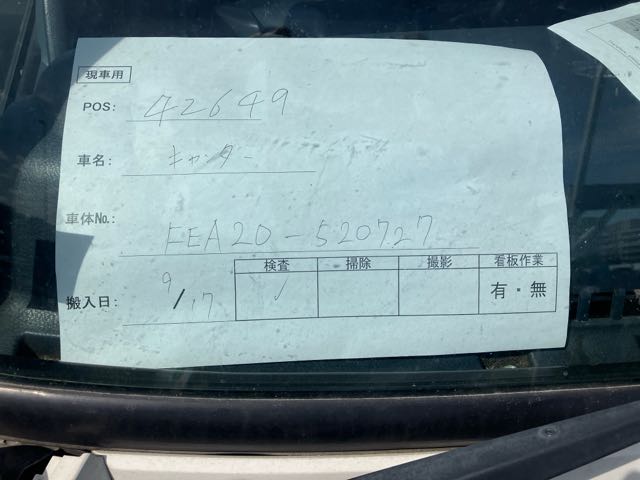 現車用
POS: 42649
車名: キャンター
車体No.: FEA20-520727
検査 掃除 撮影 看板作業
搬入日: 9/17 ✓ 有・無